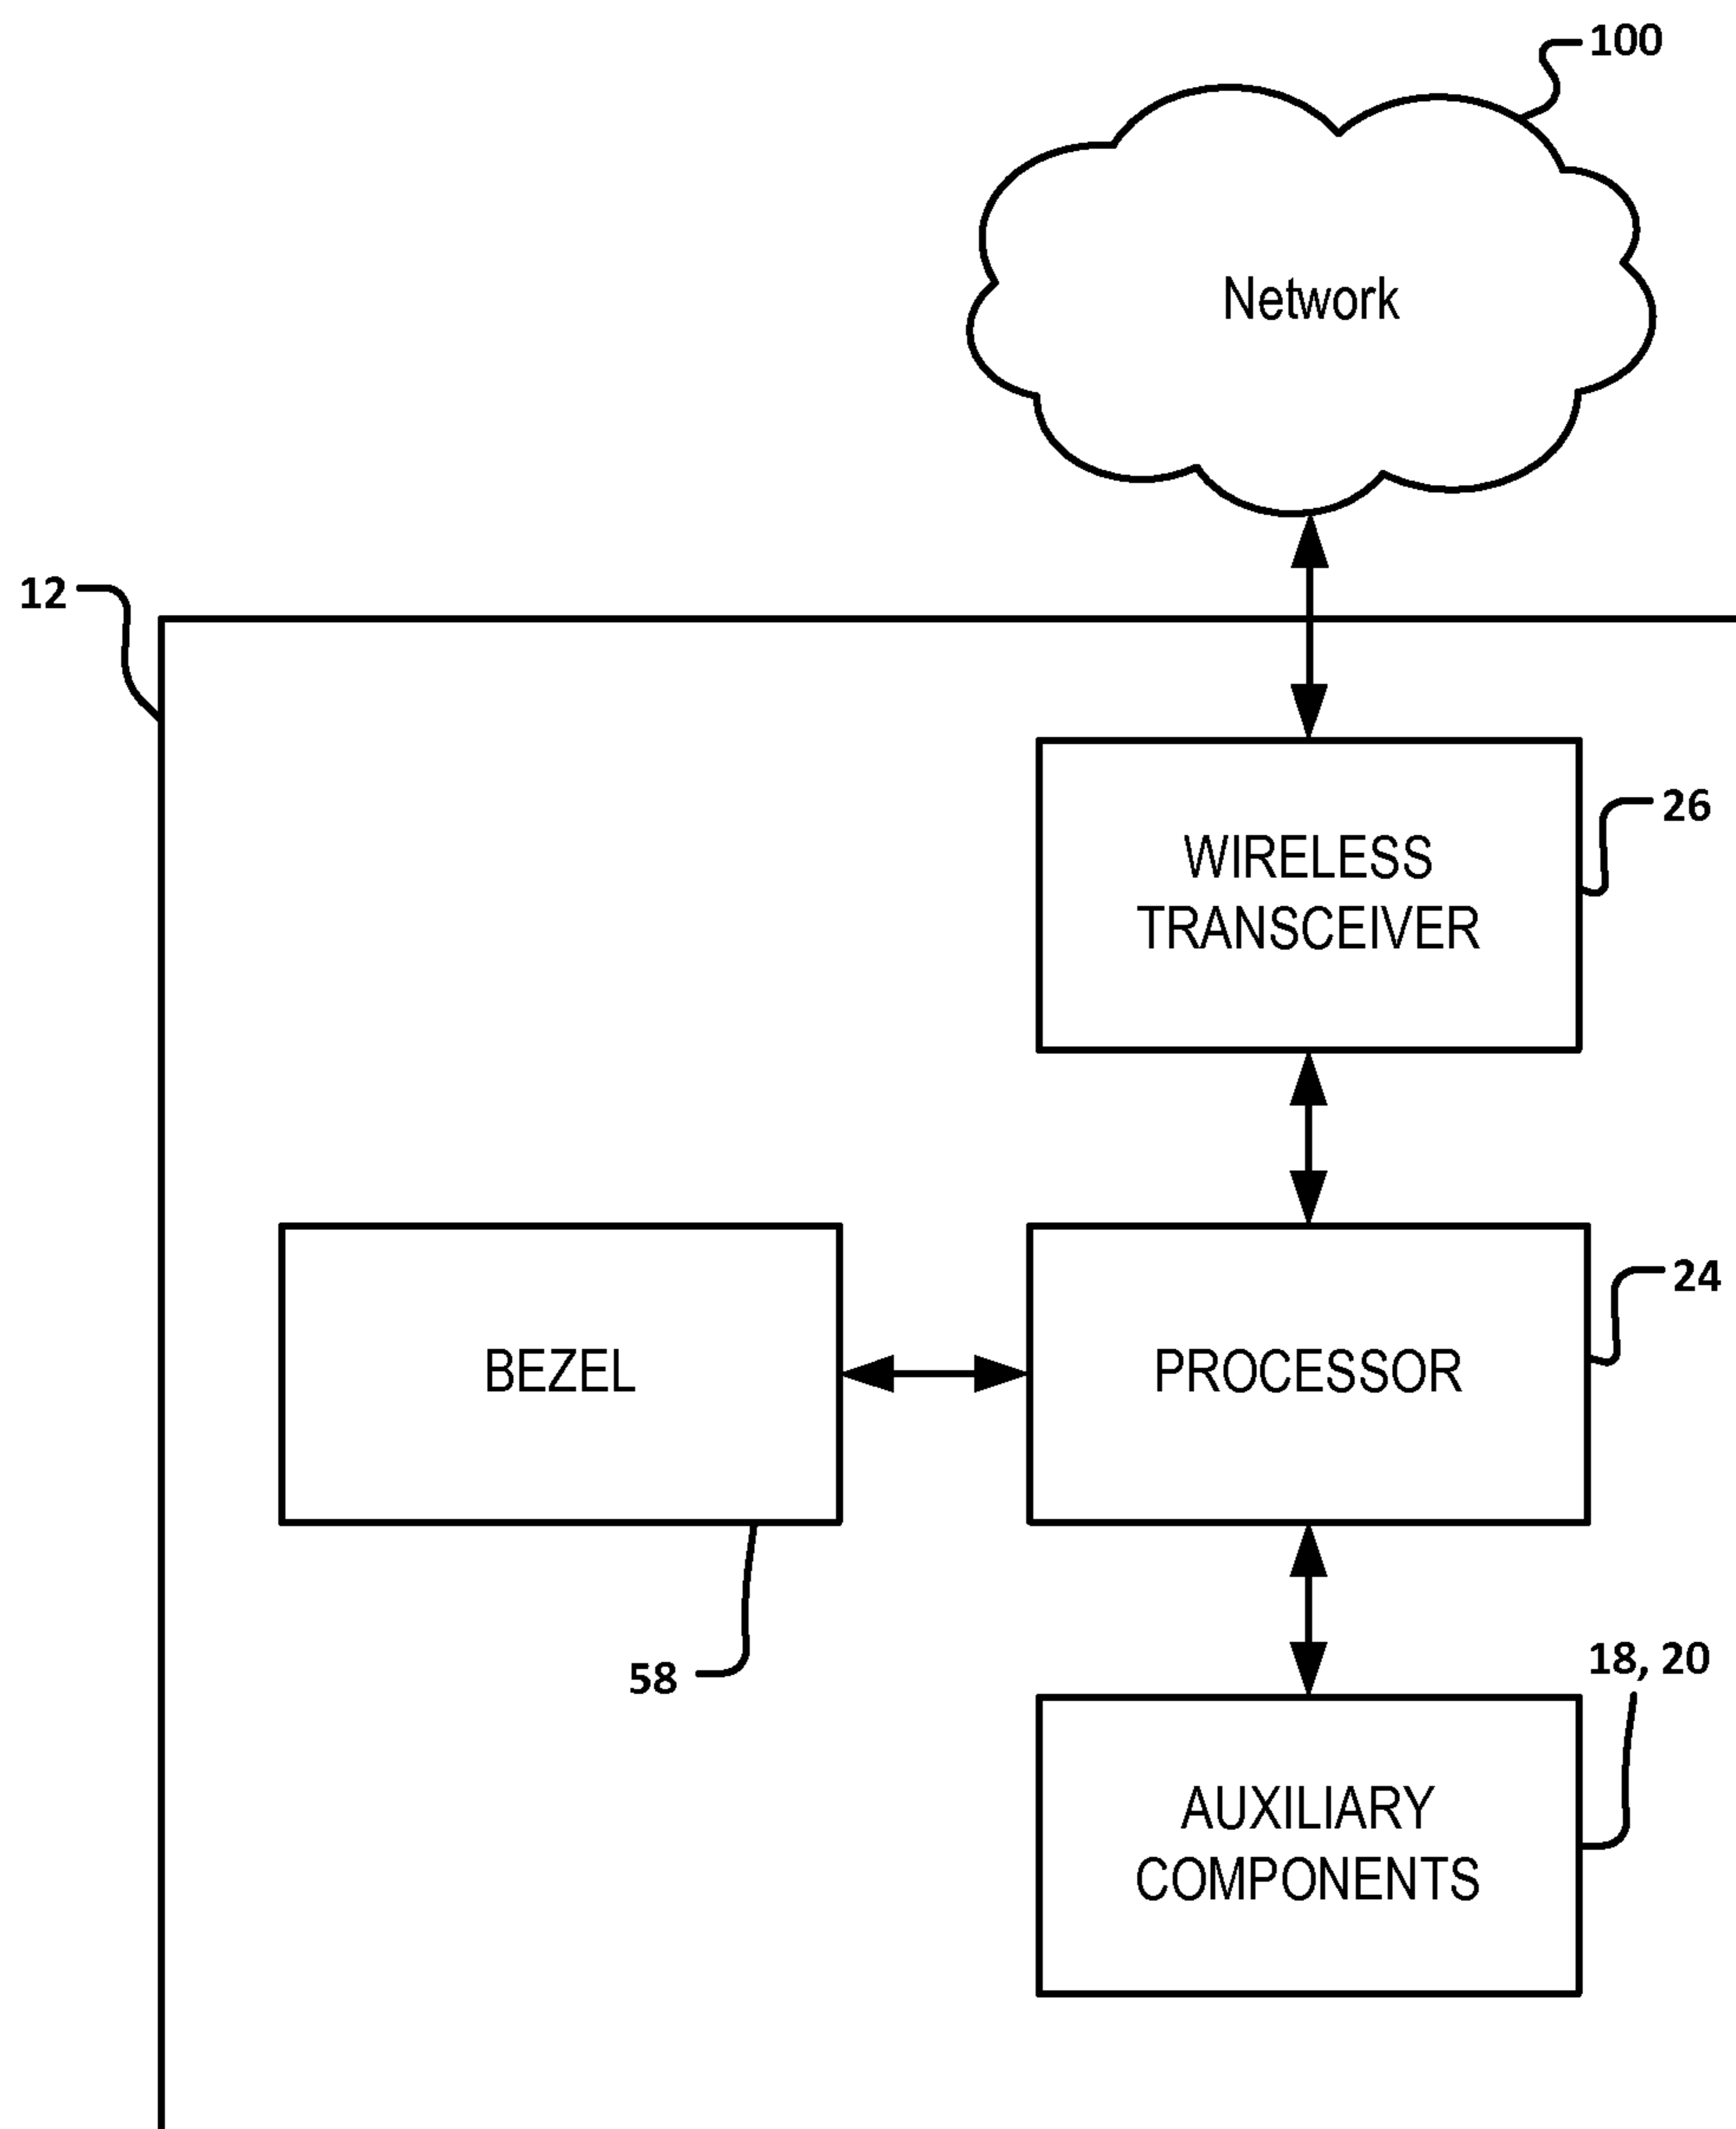 100
Network
12
26
WIRELESS
TRANSCEIVER
24
BEZEL
PROCESSOR
58
18, 20
AUXILIARY
COMPONENTS